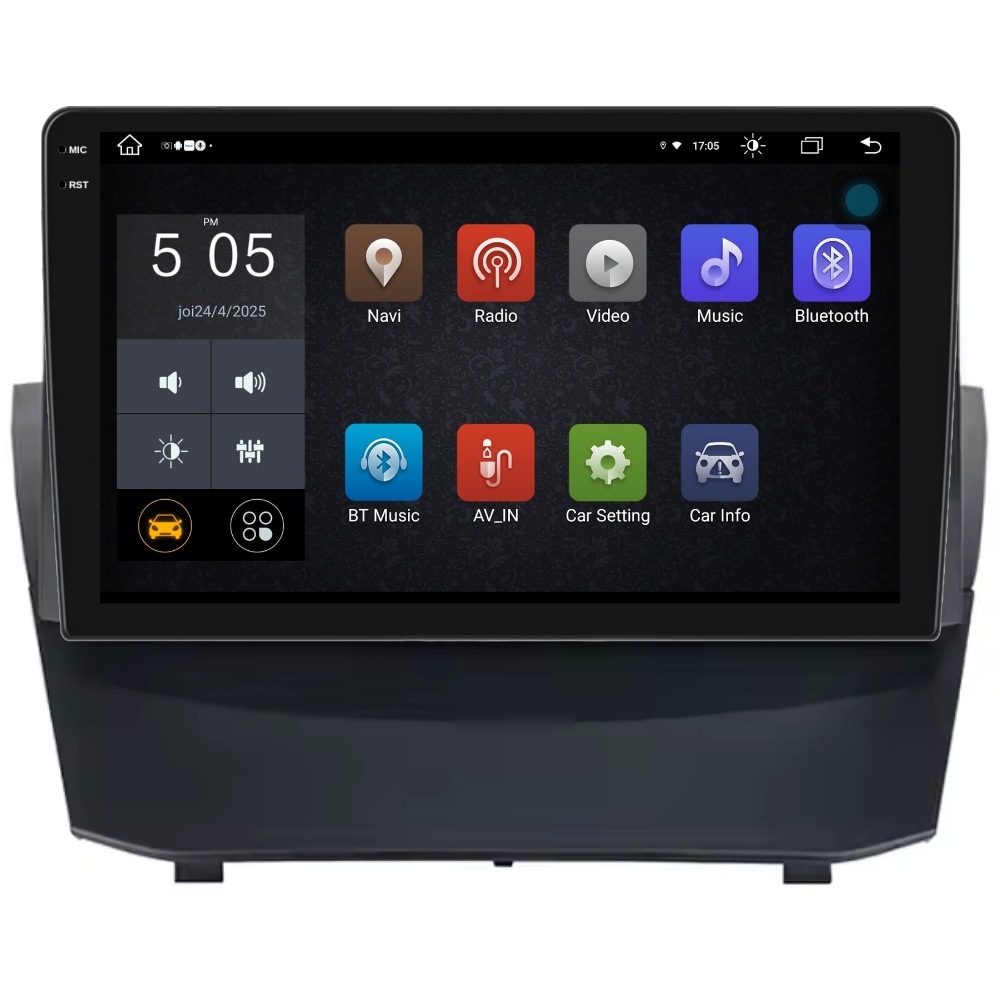 MIC
RST
17:05
PM
5 05
joi24/4/2025
Navi
Radio
Video
Music
Bluetooth
BT Music
AV_IN
Car Setting
Car Info